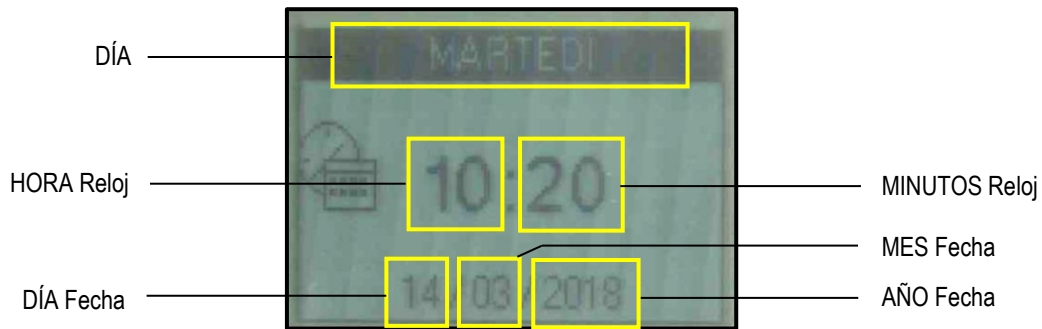 DÍA
MARTEDI
HORA Reloj
10:20
MINUTOS Reloj
MES Fecha
DÍA Fecha
14/03/2018
AÑO Fecha